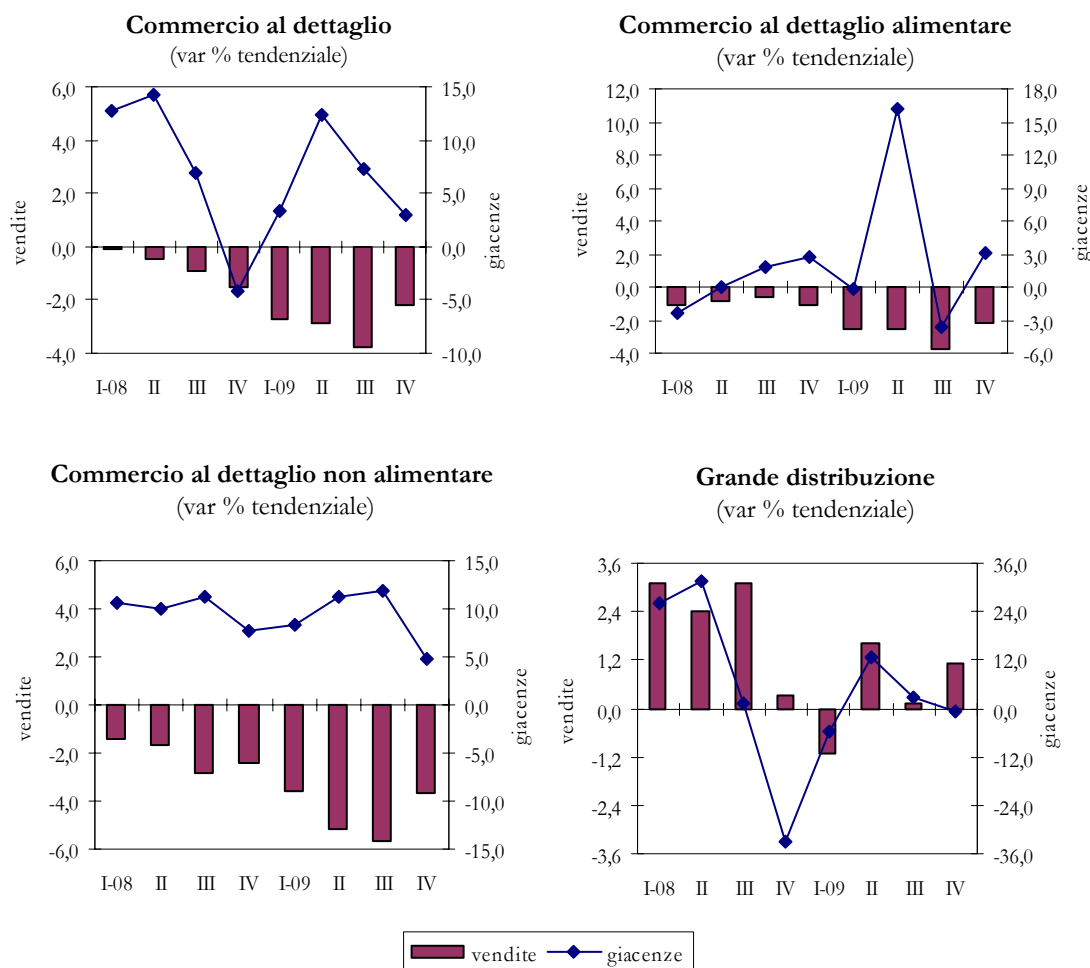 Commercio al dettaglio
(var % tendenziale)
6,0
4,0
2,0
0,0
-2,0
-4,0
vendite
15,0
10,0
5,0
0,0
-5,0
-10,0
giacenze
I-08 II III IV I-09 II III IV
Commercio al dettaglio alimentare
(var % tendenziale)
12,0
10,0
8,0
6,0
4,0
2,0
0,0
-2,0
-4,0
vendite
18,0
15,0
12,0
9,0
6,0
3,0
0,0
-3,0
-6,0
giacenze
I-08 II III IV I-09 II III IV
Commercio al dettaglio non alimentare
(var % tendenziale)
6,0
4,0
2,0
0,0
-2,0
-4,0
-6,0
vendite
15,0
10,0
5,0
0,0
-5,0
-10,0
-15,0
giacenze
I-08 II III IV I-09 II III IV
Grande distribuzione
(var % tendenziale)
3,6
2,4
1,2
0,0
-1,2
-2,4
-3,6
vendite
36,0
24,0
12,0
0,0
-12,0
-24,0
-36,0
giacenze
I-08 II III IV I-09 II III IV
vendite giacenze